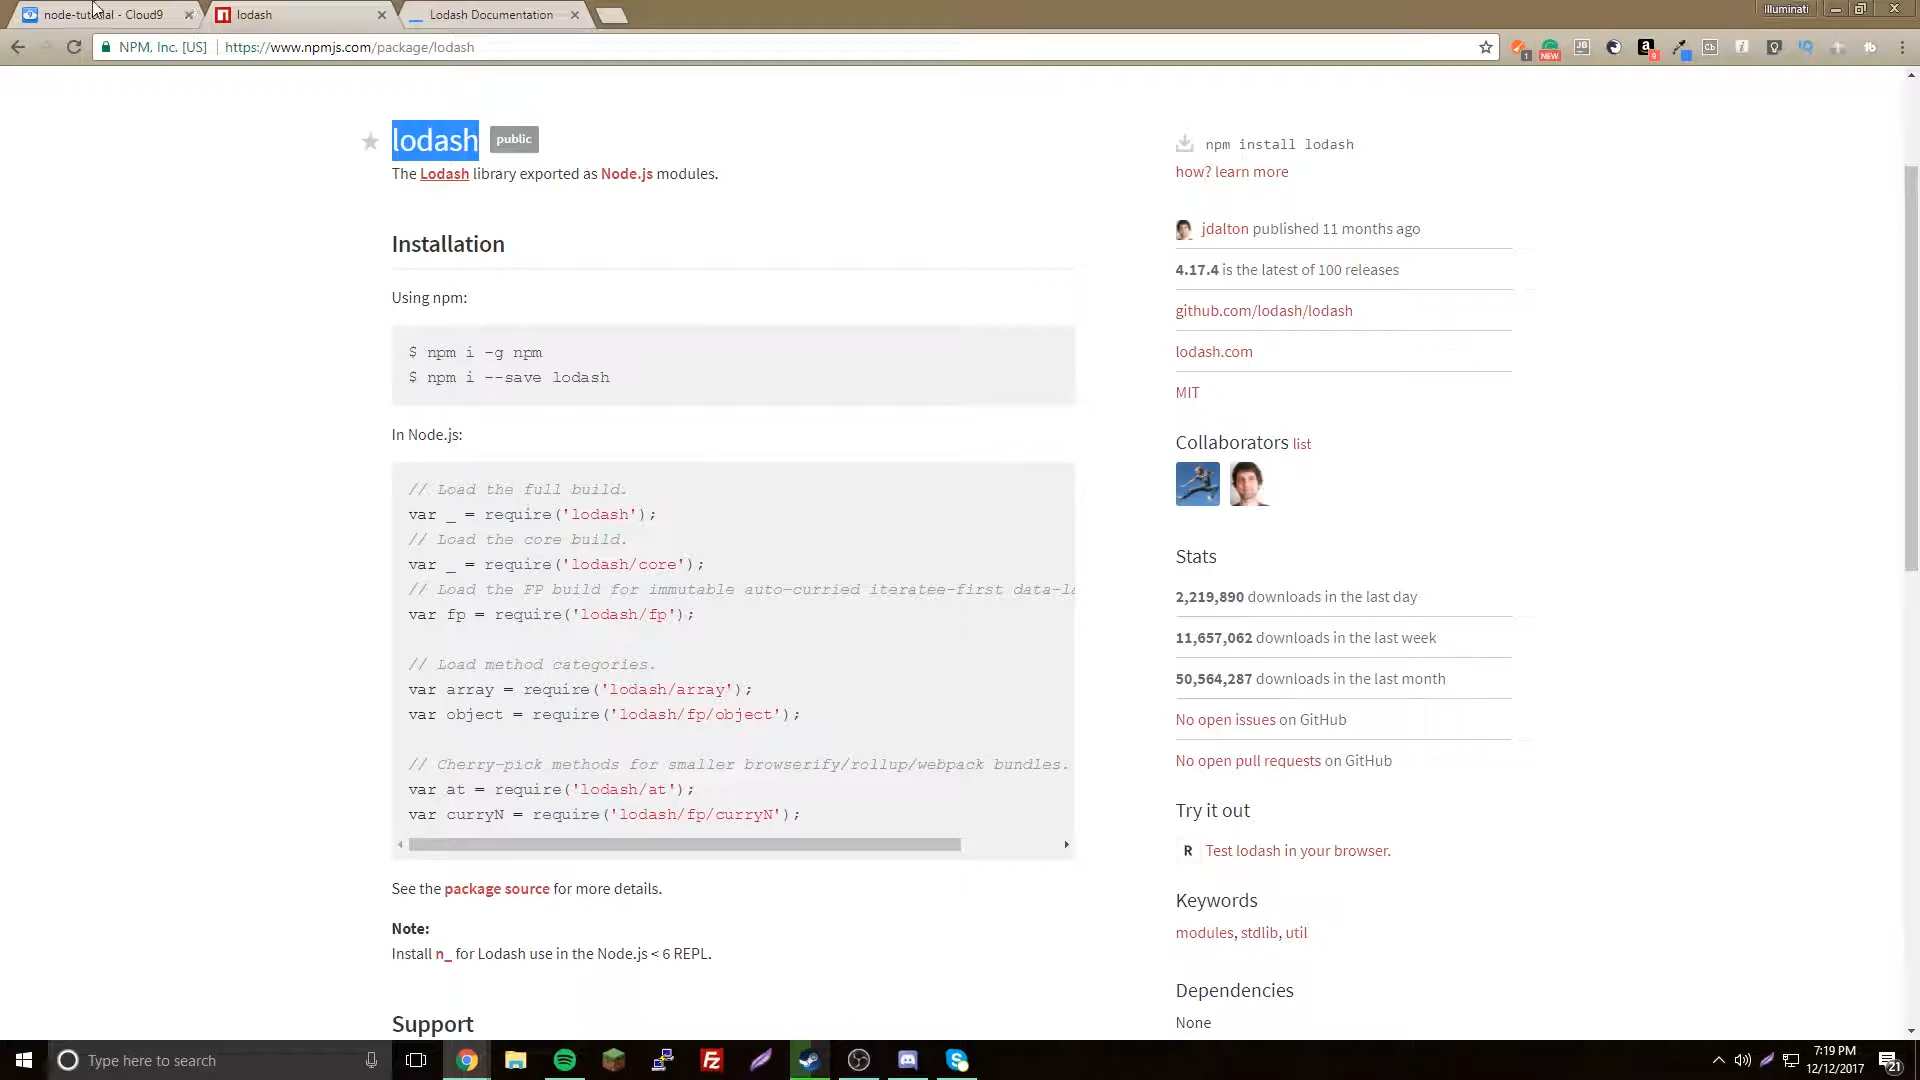 node-tutorial - Cloud9
lodash
Lodash Documentation
Illuminati
NPM, Inc. [US]
https://www.npmjs.com/package/lodash
lodash public
The Lodash library exported as Node.js modules.
Installation
Using npm:
$ npm i -g npm
$ npm i --save lodash
In Node.js:
// Load the full build.
var _ = require('lodash');
// Load the core build.
var _ = require('lodash/core');
// Load the FP build for immutable auto-curried iteratee-first data-la
var fp = require('lodash/fp');
// Load method categories.
var array = require('lodash/array');
var object = require('lodash/fp/object');
// Cherry-pick methods for smaller browserify/rollup/webpack bundles.
var at = require('lodash/at');
var curryN = require('lodash/fp/curryN');
See the package source for more details.
Note:
Install n_ for Lodash use in the Node.js < 6 REPL.
Support
npm install lodash
how? learn more
jdalton published 11 months ago
4.17.4 is the latest of 100 releases
github.com/lodash/lodash
lodash.com
MIT
Collaborators list
Stats
2,219,890 downloads in the last day
11,657,062 downloads in the last week
50,564,287 downloads in the last month
No open issues on GitHub
No open pull requests on GitHub
Try it out
R Test lodash in your browser.
Keywords
modules, stdlib, util
Dependencies
None
Type here to search
7:19 PM
12/12/2017
21